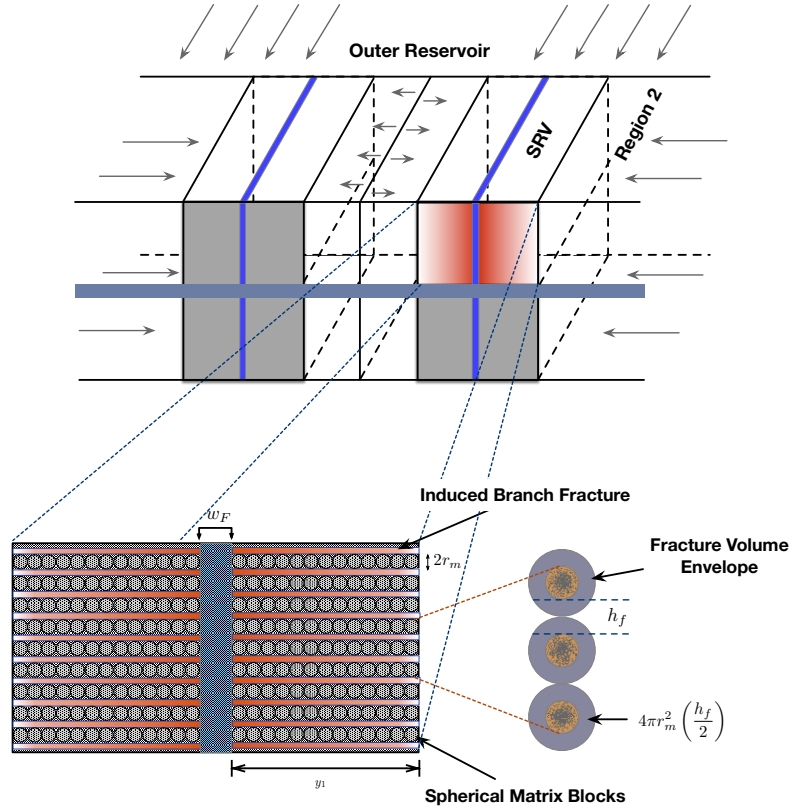 Outer Reservoir
SRV
Region 2
Induced Branch Fracture
w_F
2r_m
Fracture Volume
Envelope
h_f
4πr_m^2 (h_f/2)
y_1
Spherical Matrix Blocks